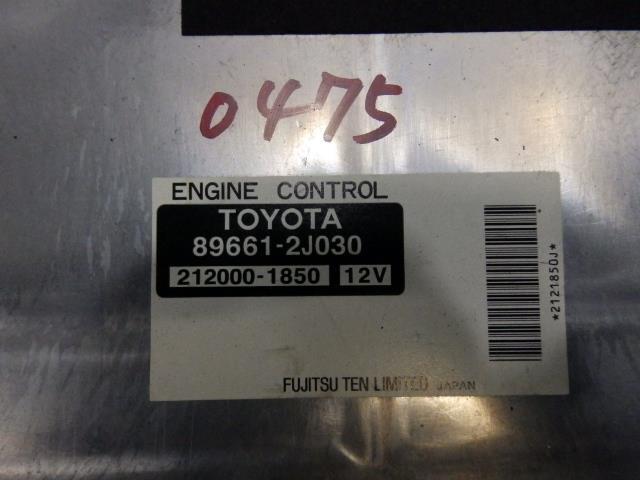 0475
ENGINE CONTROL
TOYOTA
89661-2J030
212000-1850 12V
*2121850J*
FUJITSU TEN LIMITED JAPAN